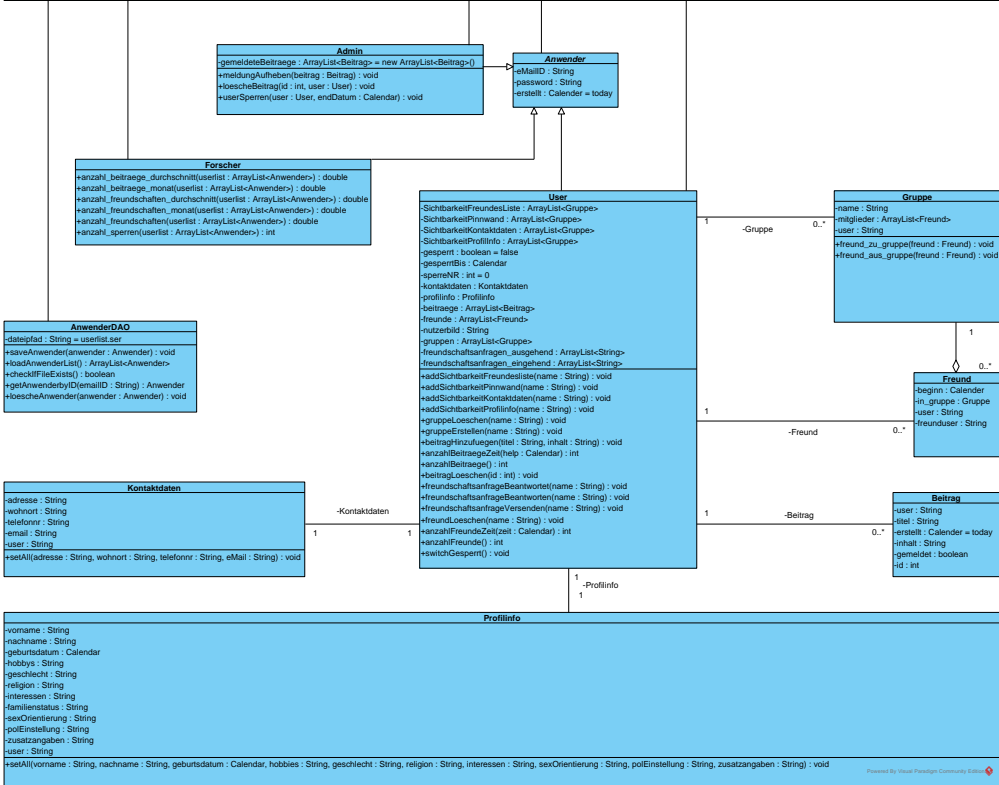 Admin
-gemeldeteBeitraege : ArrayList<Beitrag> = new ArrayList<Beitrag>()
+meldungAufheben(beitrag : Beitrag) : void
+loescheBeitrag(id : int, user : User) : void
+userSperren(user : User, endDatum : Calendar) : void
Anwender
-eMailID : String
-password : String
-erstellt : Calender = today
Forscher
+anzahl_beitraege_durchschnitt(userlist : ArrayList<Anwender>) : double
+anzahl_beitraege_monat(userlist : ArrayList<Anwender>) : double
+anzahl_freundschaften_durchschnitt(userlist : ArrayList<Anwender>) : double
+anzahl_freundschaften_monat(userlist : ArrayList<Anwender>) : double
+anzahl_freundschaften(userlist : ArrayList<Anwender>) : double
+anzahl_sperren(userlist : ArrayList<Anwender>) : int
User
-SichtbarkeitFreundesListe : ArrayList<Gruppe>
-SichtbarkeitPinnwand : ArrayList<Gruppe>
-SichtbarkeitKontaktdaten : ArrayList<Gruppe>
-SichtbarkeitProfilInfo : ArrayList<Gruppe>
-gesperrt : boolean = false
-gesperrtBis : Calendar
-sperreNR : int = 0
-kontaktdaten : Kontaktdaten
-profilinfo : Profilinfo
-beitraege : ArrayList<Beitrag>
-freunde : ArrayList<Freund>
-nutzerbild : String
-gruppen : ArrayList<Gruppe>
-freundschaftsanfragen_ausgehend : ArrayList<String>
-freundschaftsanfragen_eingehend : ArrayList<String>
+addSichtbarkeitFreundesliste(name : String) : void
+addSichtbarkeitPinnwand(name : String) : void
+addSichtbarkeitKontaktdaten(name : String) : void
+addSichtbarkeitProfilinfo(name : String) : void
+gruppeLoeschen(name : String) : void
+gruppeErstellen(name : String) : void
+beitragHinzufuegen(titel : String, inhalt : String) : void
+anzahlBeitraegeZeit(help : Calendar) : int
+anzahlBeitraege() : int
+beitragLoeschen(id : int) : void
+freundschaftsanfrageBeantwortet(name : String) : void
+freundschaftsanfrageBeantworten(name : String) : void
+freundschaftsanfrageVersenden(name : String) : void
+freundLoeschen(name : String) : void
+anzahlFreundeZeit(zeit : Calendar) : int
+anzahlFreunde() : int
+switchGesperrt() : void
1
-Gruppe
0..*
Gruppe
-name : String
-mitglieder : ArrayList<Freund>
-user : String
+freund_zu_gruppe(freund : Freund) : void
+freund_aus_gruppe(freund : Freund) : void
1
0..*
AnwenderDAO
-dateipfad : String = userlist.ser
+saveAnwender(anwender : Anwender) : void
+loadAnwenderList() : ArrayList<Anwender>
+checkIfFileExists() : boolean
+getAnwenderbyID(emailID : String) : Anwender
+loescheAnwender(anwender : Anwender) : void
Freund
-beginn : Calender
-in_gruppe : Gruppe
-user : String
-freunduser : String
1
-Freund
0..*
Kontaktdaten
-adresse : String
-wohnort : String
-telefonnr : String
-email : String
-user : String
+setAll(adresse : String, wohnort : String, telefonnr : String, eMail : String) : void
-Kontaktdaten
1
1
1
-Beitrag
0..*
Beitrag
-user : String
-titel : String
-erstellt : Calender = today
-inhalt : String
-gemeldet : boolean
-id : int
1
-Profilinfo
1
Profilinfo
-vorname : String
-nachname : String
-geburtsdatum : Calendar
-hobbys : String
-geschlecht : String
-religion : String
-interessen : String
-familienstatus : String
-sexOrientierung : String
-polEinstellung : String
-zusatzangaben : String
-user : String
+setAll(vorname : String, nachname : String, geburtsdatum : Calendar, hobbies : String, geschlecht : String, religion : String, interessen : String, sexOrientierung : String, polEinstellung : String, zusatzangaben : String) : void
Powered By Visual Paradigm Community Edition